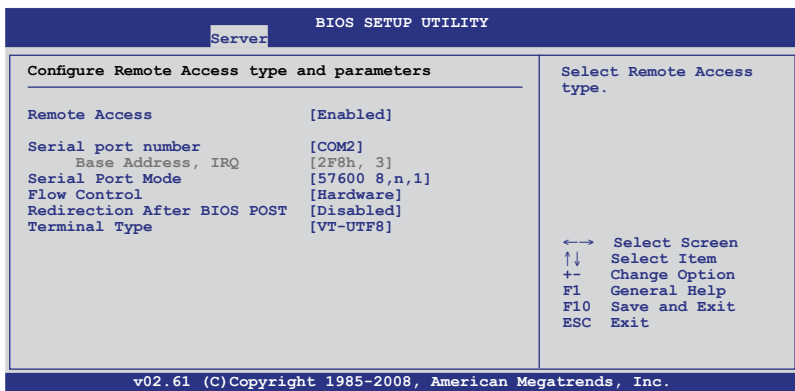 BIOS SETUP UTILITY
Server
Configure Remote Access type and parameters
Remote Access [Enabled]
Serial port number [COM2]
Base Address, IRQ [2F8h, 3]
Serial Port Mode [57600 8,n,1]
Flow Control [Hardware]
Redirection After BIOS POST [Disabled]
Terminal Type [VT-UTF8]
Select Remote Access
type.
←→ Select Screen
↑↓ Select Item
+- Change Option
F1 General Help
F10 Save and Exit
ESC Exit
v02.61 (C)Copyright 1985-2008, American Megatrends, Inc.